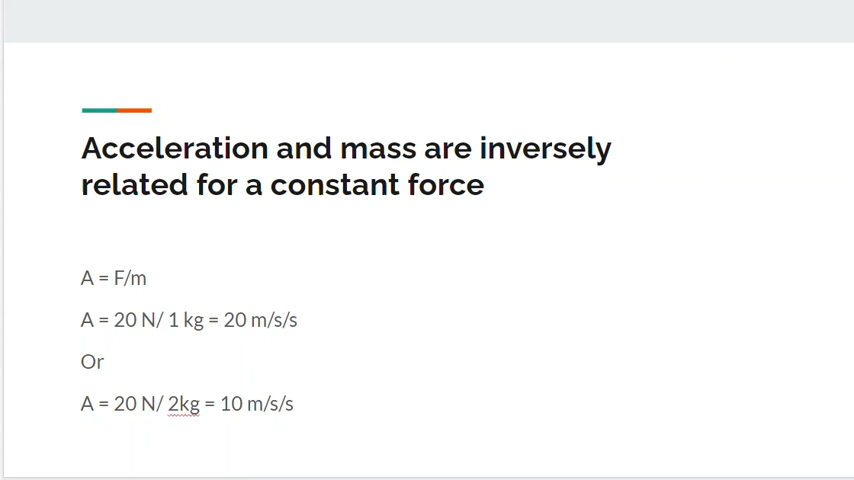 Acceleration and mass are inversely
related for a constant force
A = F/m
A = 20 N/ 1 kg = 20 m/s/s
Or
A = 20 N/ 2kg = 10 m/s/s